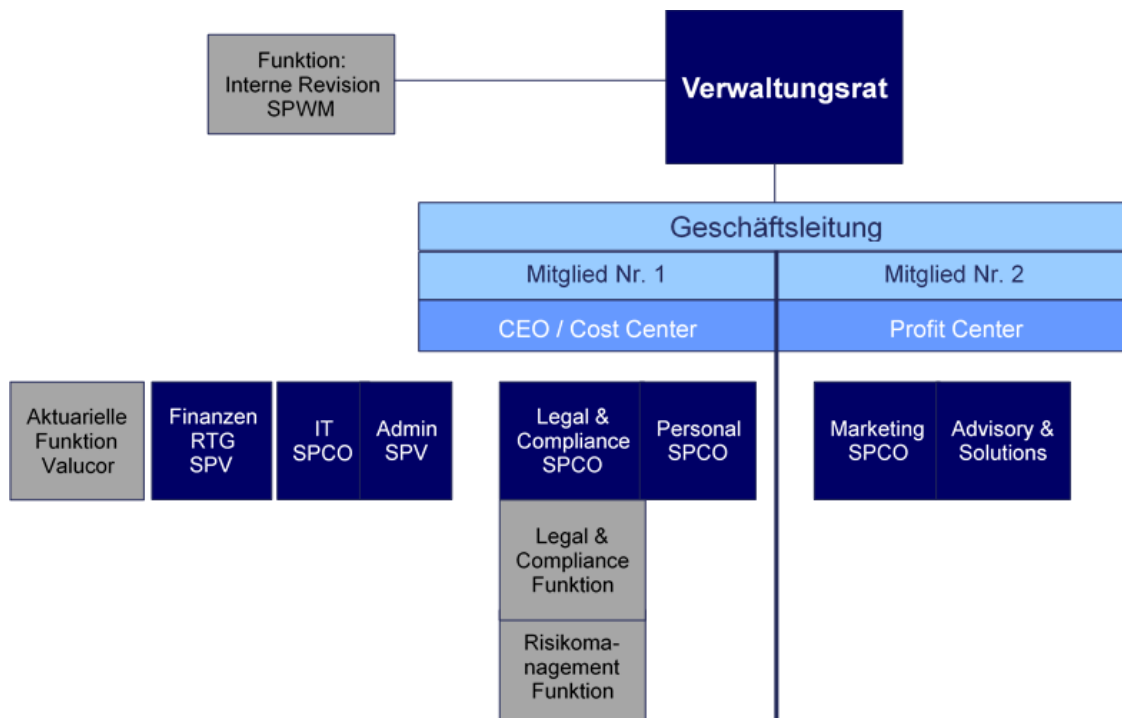 Funktion:
Interne Revision
SPWM
Verwaltungsrat
Geschäftsleitung
Mitglied Nr. 1
Mitglied Nr. 2
CEO / Cost Center
Profit Center
Aktuarielle
Funktion
Valucor
Finanzen
RTG
SPV
IT
SPCO
Admin
SPV
Legal &
Compliance
SPCO
Personal
SPCO
Marketing
SPCO
Advisory &
Solutions
Legal &
Compliance
Funktion
Risikoma-
nagement
Funktion